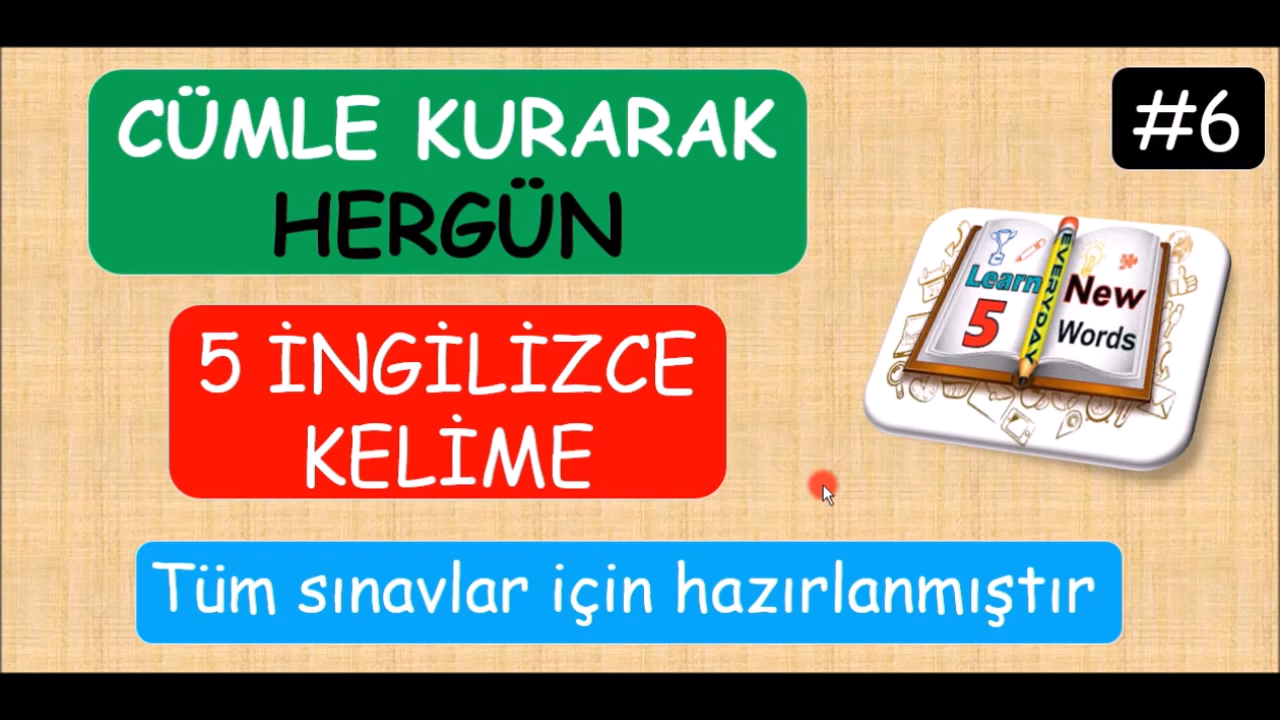 CÜMLE KURARAK
HERGÜN
#6
5 İNGİLİZCE
KELİME
Learn
5
EVERYDAY
New
Words
Tüm sınavlar için hazırlanmıştır